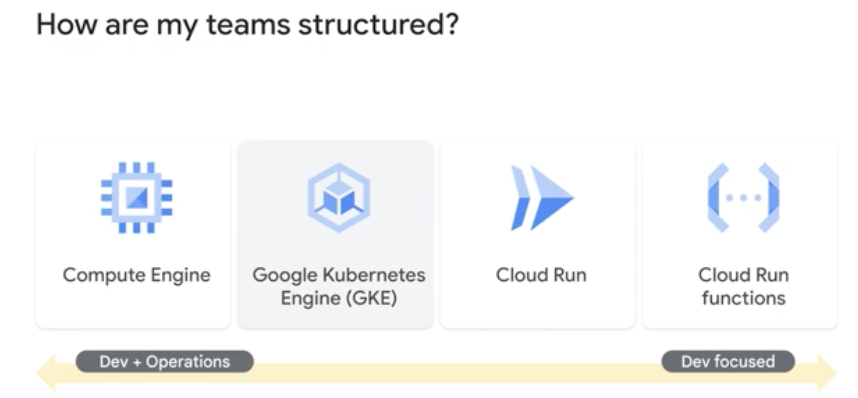 How are my teams structured?
Compute Engine
Google Kubernetes
Engine (GKE)
Cloud Run
Cloud Run
functions
Dev + Operations
Dev focused